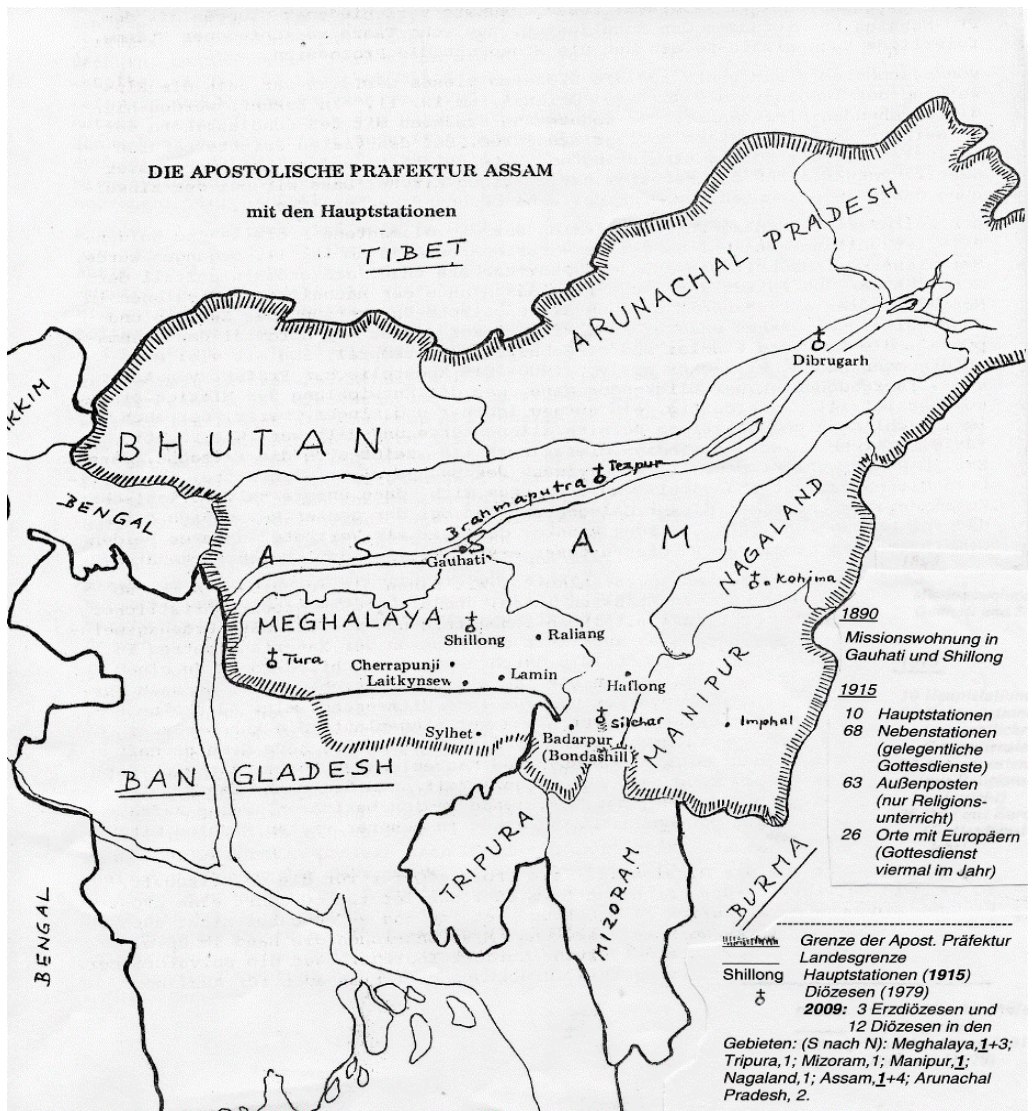 DIE APOSTOLISCHE PRÄFEKTUR ASSAM
mit den Hauptstationen
TIBET
ARUNACHAL PRADESH
Dibrugarh
KKIM
BHUTAN
Tezpur
Brahmaputra
BENGAL
ASSAM
Gauhati
NAGALAND
Kohima
MEGHALAYA
Shillong
Raliang
Tura
Cherrapunji
Laitkynsew
Lamin
Haflong
MANIPUR
Silchar
Imphal
Sylhet
Badarpur
(Bondashill)
BANGLADESH
TRIPURA
MIZORAM
BURMA
BENGAL
1890
Missionswohnung in
Gauhati und Shillong
1915
10 Hauptstationen
68 Nebenstationen
(gelegentliche
Gottesdienste)
63 Außenposten
(nur Religions-
unterricht)
26 Orte mit Europäern
(Gottesdienst
viermal im Jahr)
Grenze der Apost. Präfektur
Landesgrenze
Shillong Hauptstationen (1915)
Diözesen (1979)
2009: 3 Erzdiözesen und
12 Diözesen in den
Gebieten: (S nach N): Meghalaya,1+3;
Tripura,1; Mizoram,1; Manipur,1;
Nagaland,1; Assam,1+4; Arunachal
Pradesh, 2.